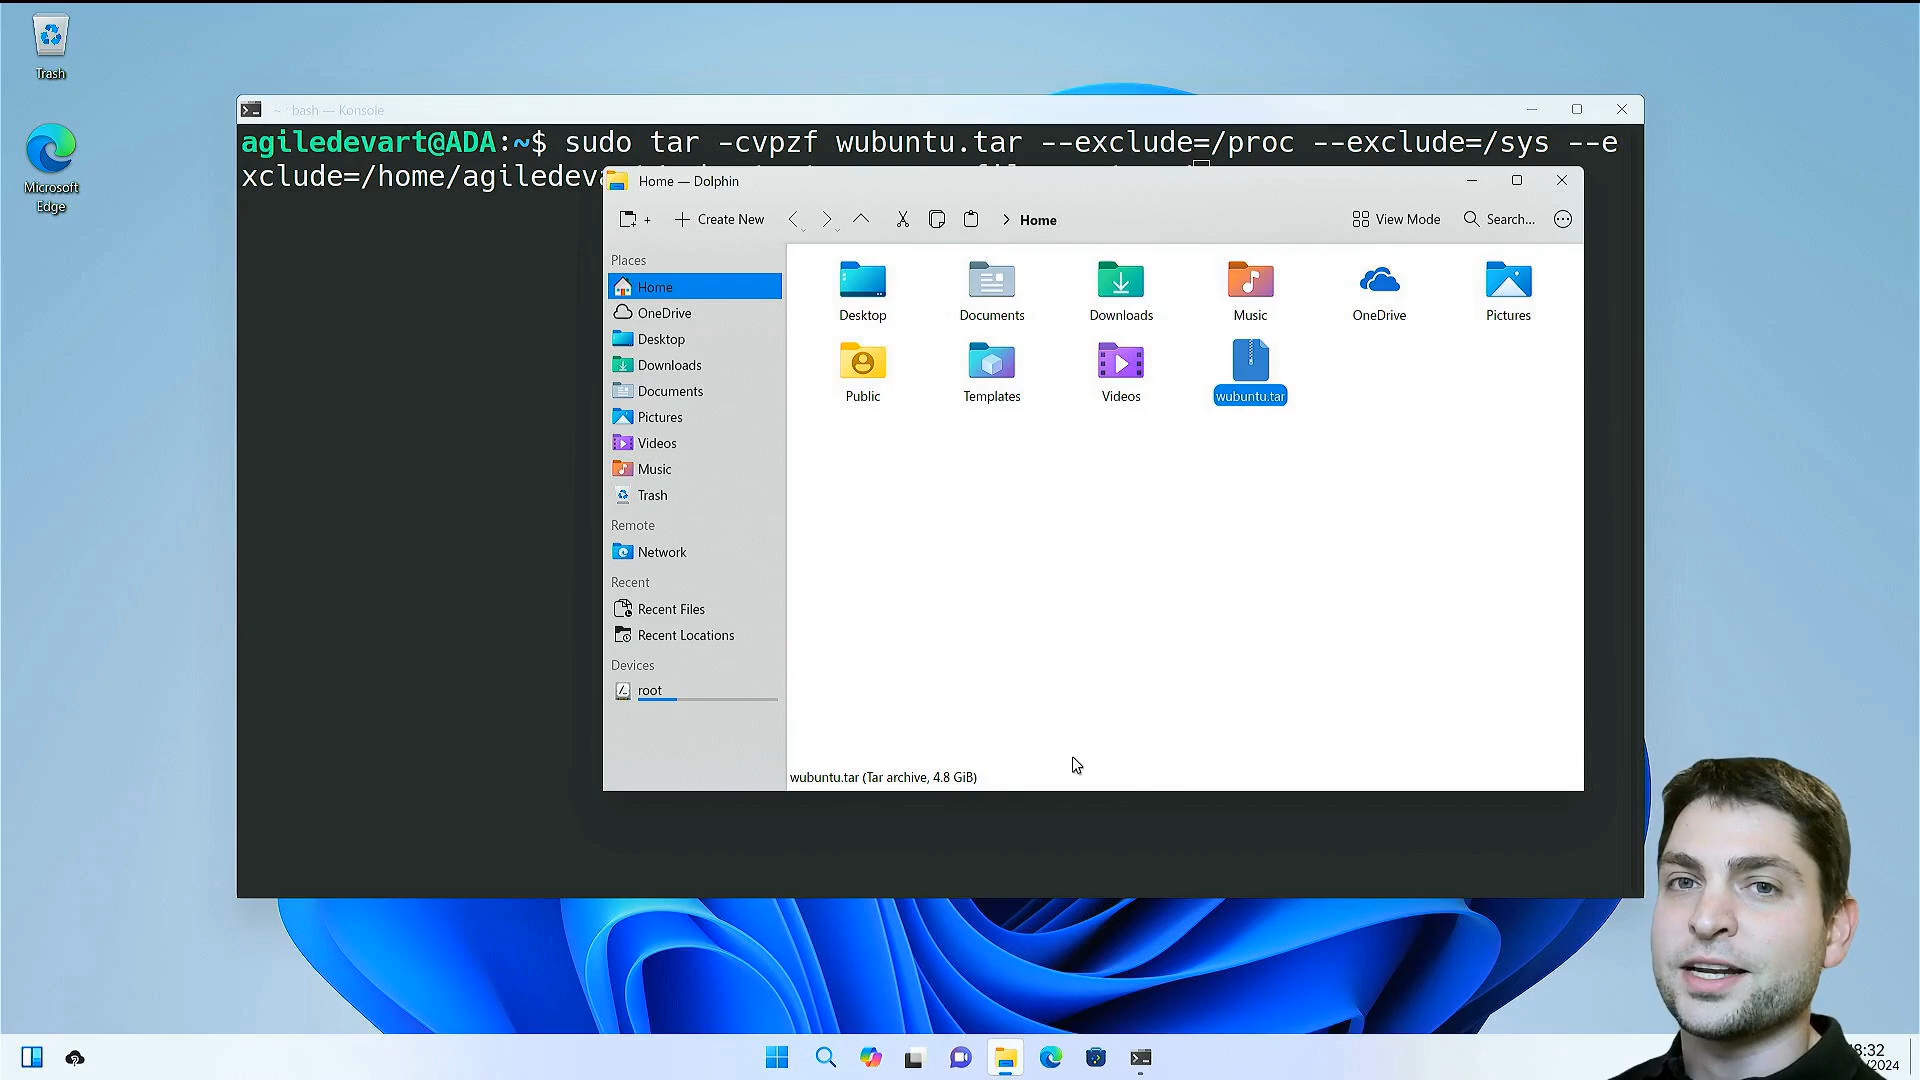 Trash
Microsoft
Edge
~ : bash — Konsole
agiledevart@ADA:~$ sudo tar -cvpzf wubuntu.tar --exclude=/proc --exclude=/sys --e
xclude=/home/agiledeva
Home — Dolphin
Create New
Home
View Mode
Search...
Places
Home
OneDrive
Desktop
Downloads
Documents
Pictures
Videos
Music
Trash
Remote
Network
Recent
Recent Files
Recent Locations
Devices
root
Desktop
Documents
Downloads
Music
OneDrive
Pictures
Public
Templates
Videos
wubuntu.tar
wubuntu.tar (Tar archive, 4.8 GiB)
8:32
/2024